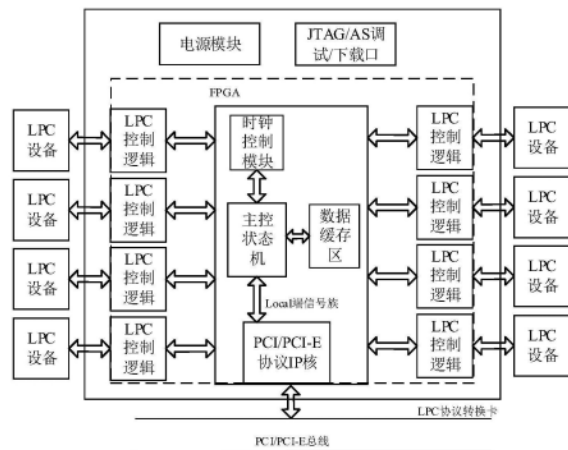 电源模块
JTAG/AS调
试/下载口
FPGA
LPC
设备
LPC
控制
逻辑
时钟
控制
模块
LPC
控制
逻辑
LPC
设备
LPC
设备
LPC
控制
逻辑
主控
状态
机
数据
缓存
区
LPC
控制
逻辑
LPC
设备
LPC
设备
LPC
控制
逻辑
Local端信号族
LPC
控制
逻辑
LPC
设备
LPC
设备
LPC
控制
逻辑
PCI/PCI-E
协议IP核
LPC
控制
逻辑
LPC
设备
LPC协议转换卡
PCI/PCI-E总线